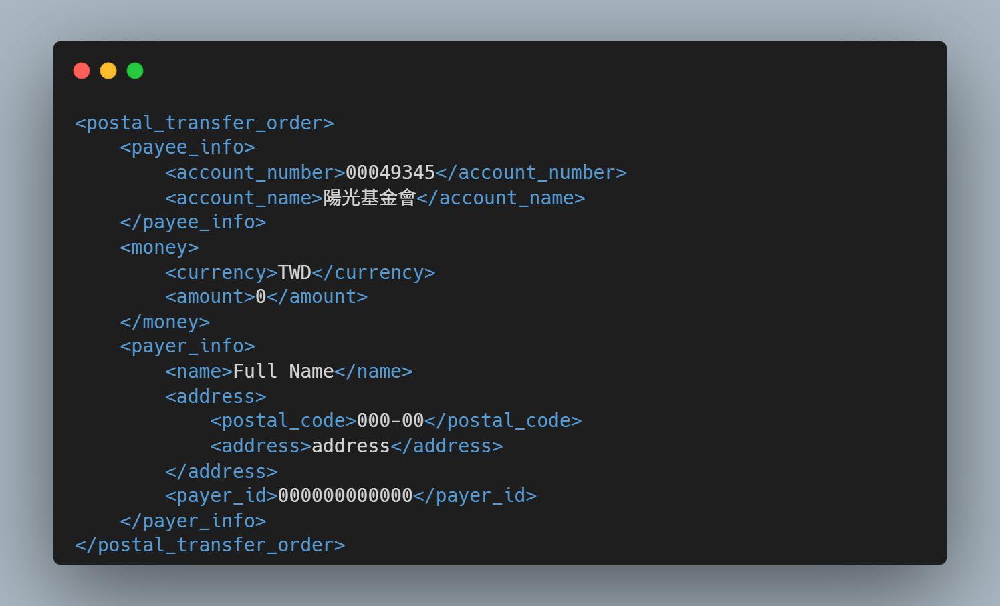 <postal_transfer_order>
    <payee_info>
        <account_number>00049345</account_number>
        <account_name>陽光基金會</account_name>
    </payee_info>
    <money>
        <currency>TWD</currency>
        <amount>0</amount>
    </money>
    <payer_info>
        <name>Full Name</name>
        <address>
            <postal_code>000-00</postal_code>
            <address>address</address>
        </address>
        <payer_id>000000000000</payer_id>
    </payer_info>
</postal_transfer_order>